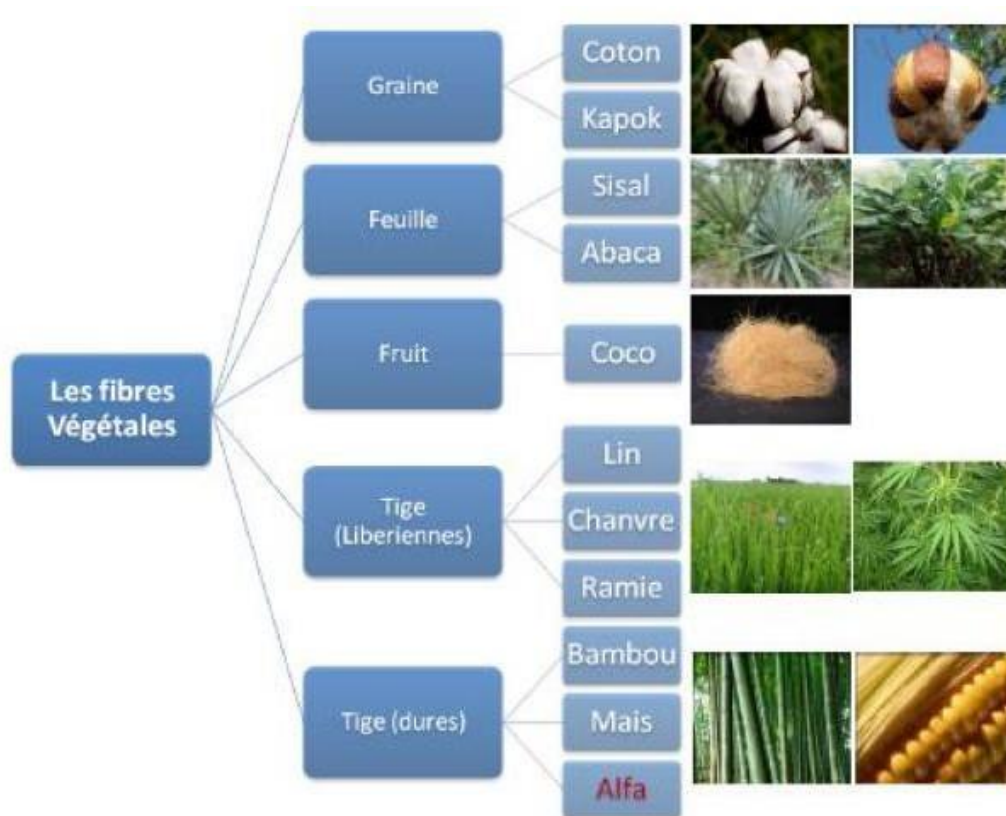 Graine
Coton
Kapok
Feuille
Sisal
Abaca
Fruit
Coco
Les fibres
Végétales
Tige
(Liberiennes)
Lin
Chanvre
Ramie
Tige (dures)
Bambou
Mais
Alfa